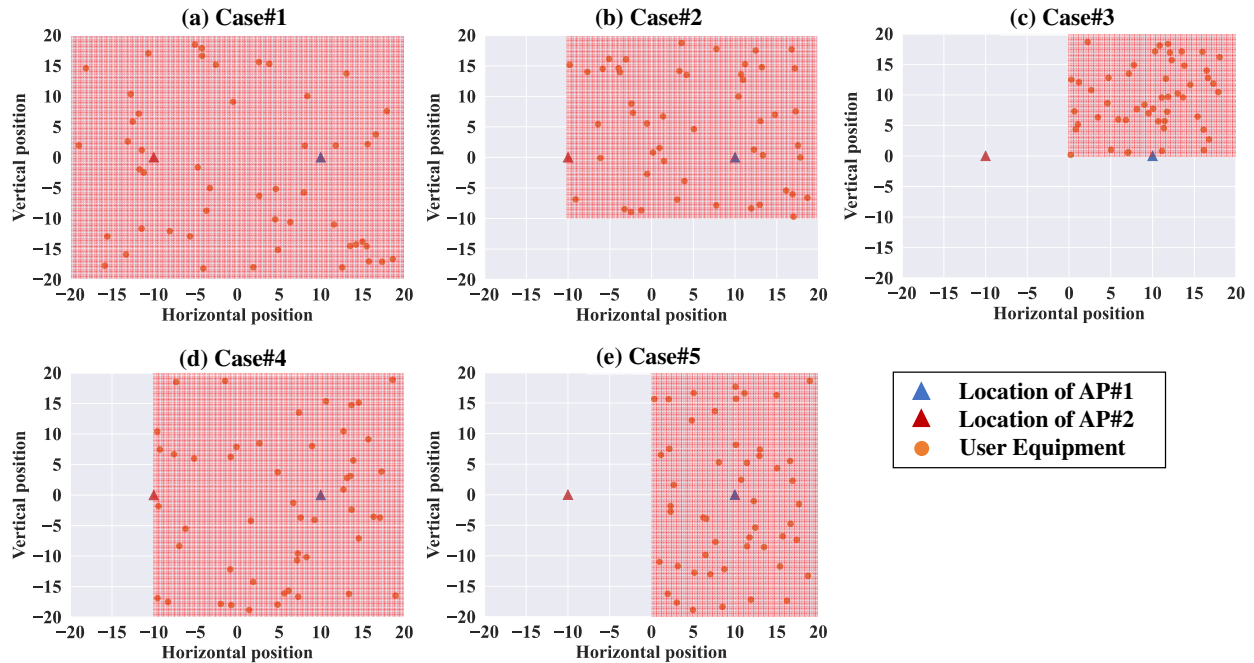 (a) Case#1
20
15
10
5
0
−5
−10
−15
−20
−20 −15 −10 −5 0 5 10 15 20
Vertical position
Horizontal position
(b) Case#2
20
15
10
5
0
−5
−10
−15
−20
−20 −15 −10 −5 0 5 10 15 20
Vertical position
Horizontal position
(c) Case#3
20
15
10
5
0
−5
−10
−15
−20
−20 −15 −10 −5 0 5 10 15 20
Vertical position
Horizontal position
(d) Case#4
20
15
10
5
0
−5
−10
−15
−20
−20 −15 −10 −5 0 5 10 15 20
Vertical position
Horizontal position
(e) Case#5
20
15
10
5
0
−5
−10
−15
−20
−20 −15 −10 −5 0 5 10 15 20
Vertical position
Horizontal position
Location of AP#1
Location of AP#2
User Equipment